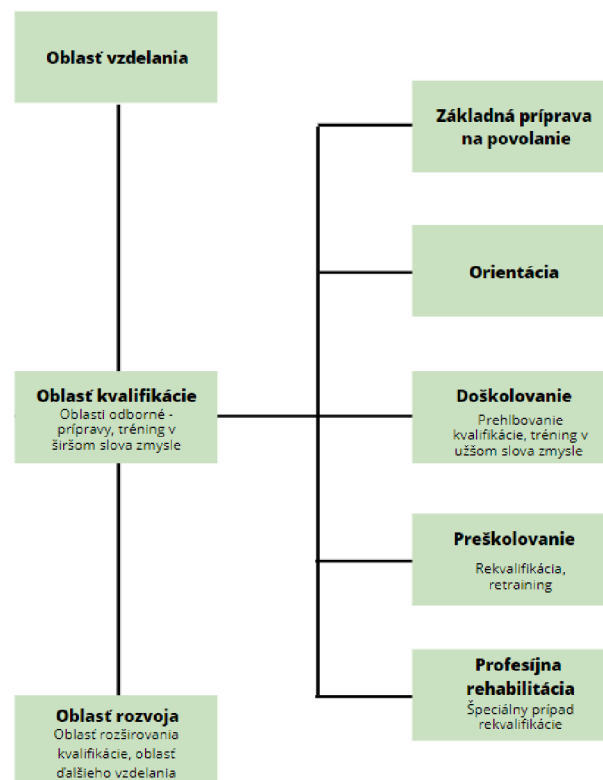 Oblasť vzdelania
Základná príprava
na povolanie
Orientácia
Oblasť kvalifikácie
Oblasti odborné -
prípravy, tréning v
širšom slova zmysle
Doškolovanie
Prehlbovanie
kvalifikácie, tréning v
užšom slova zmysle
Preškolovanie
Rekvalifikácia,
retraining
Profesíjna
rehabilitácia
Špeciálny prípad
rekvalifikácie
Oblasť rozvoja
Oblasť rozširovania
kvalifikácie, oblasť
ďalšieho vzdelania